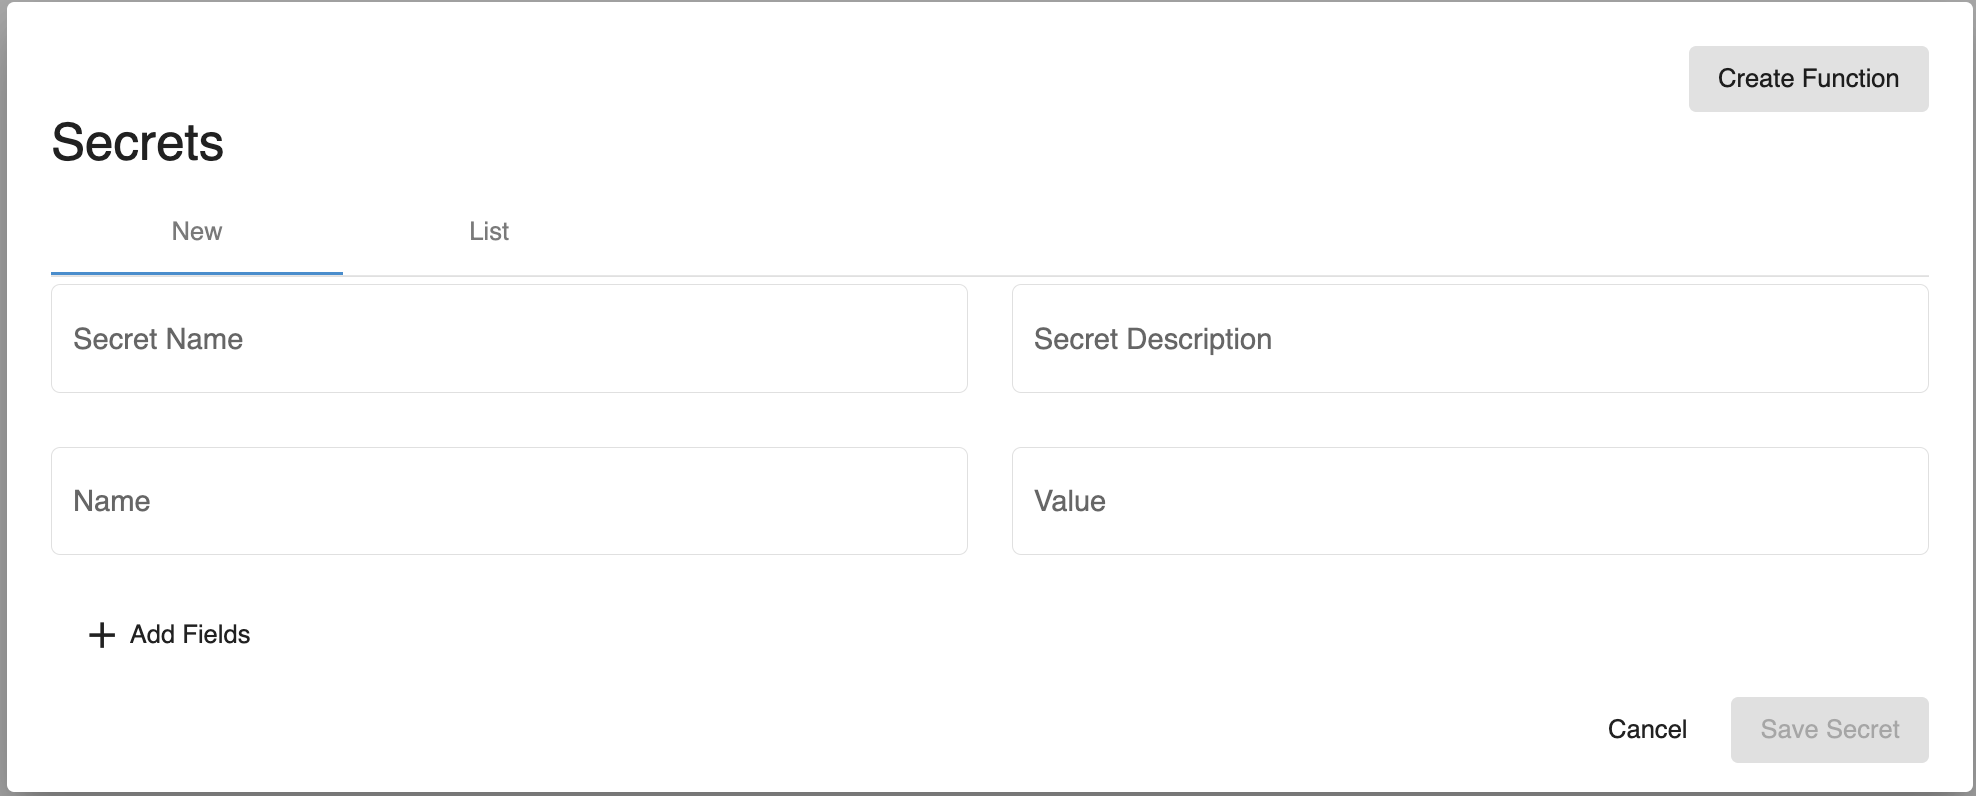 Create Function
Secrets
New List
Secret Name Secret Description
Name Value
Add Fields
Cancel Save Secret